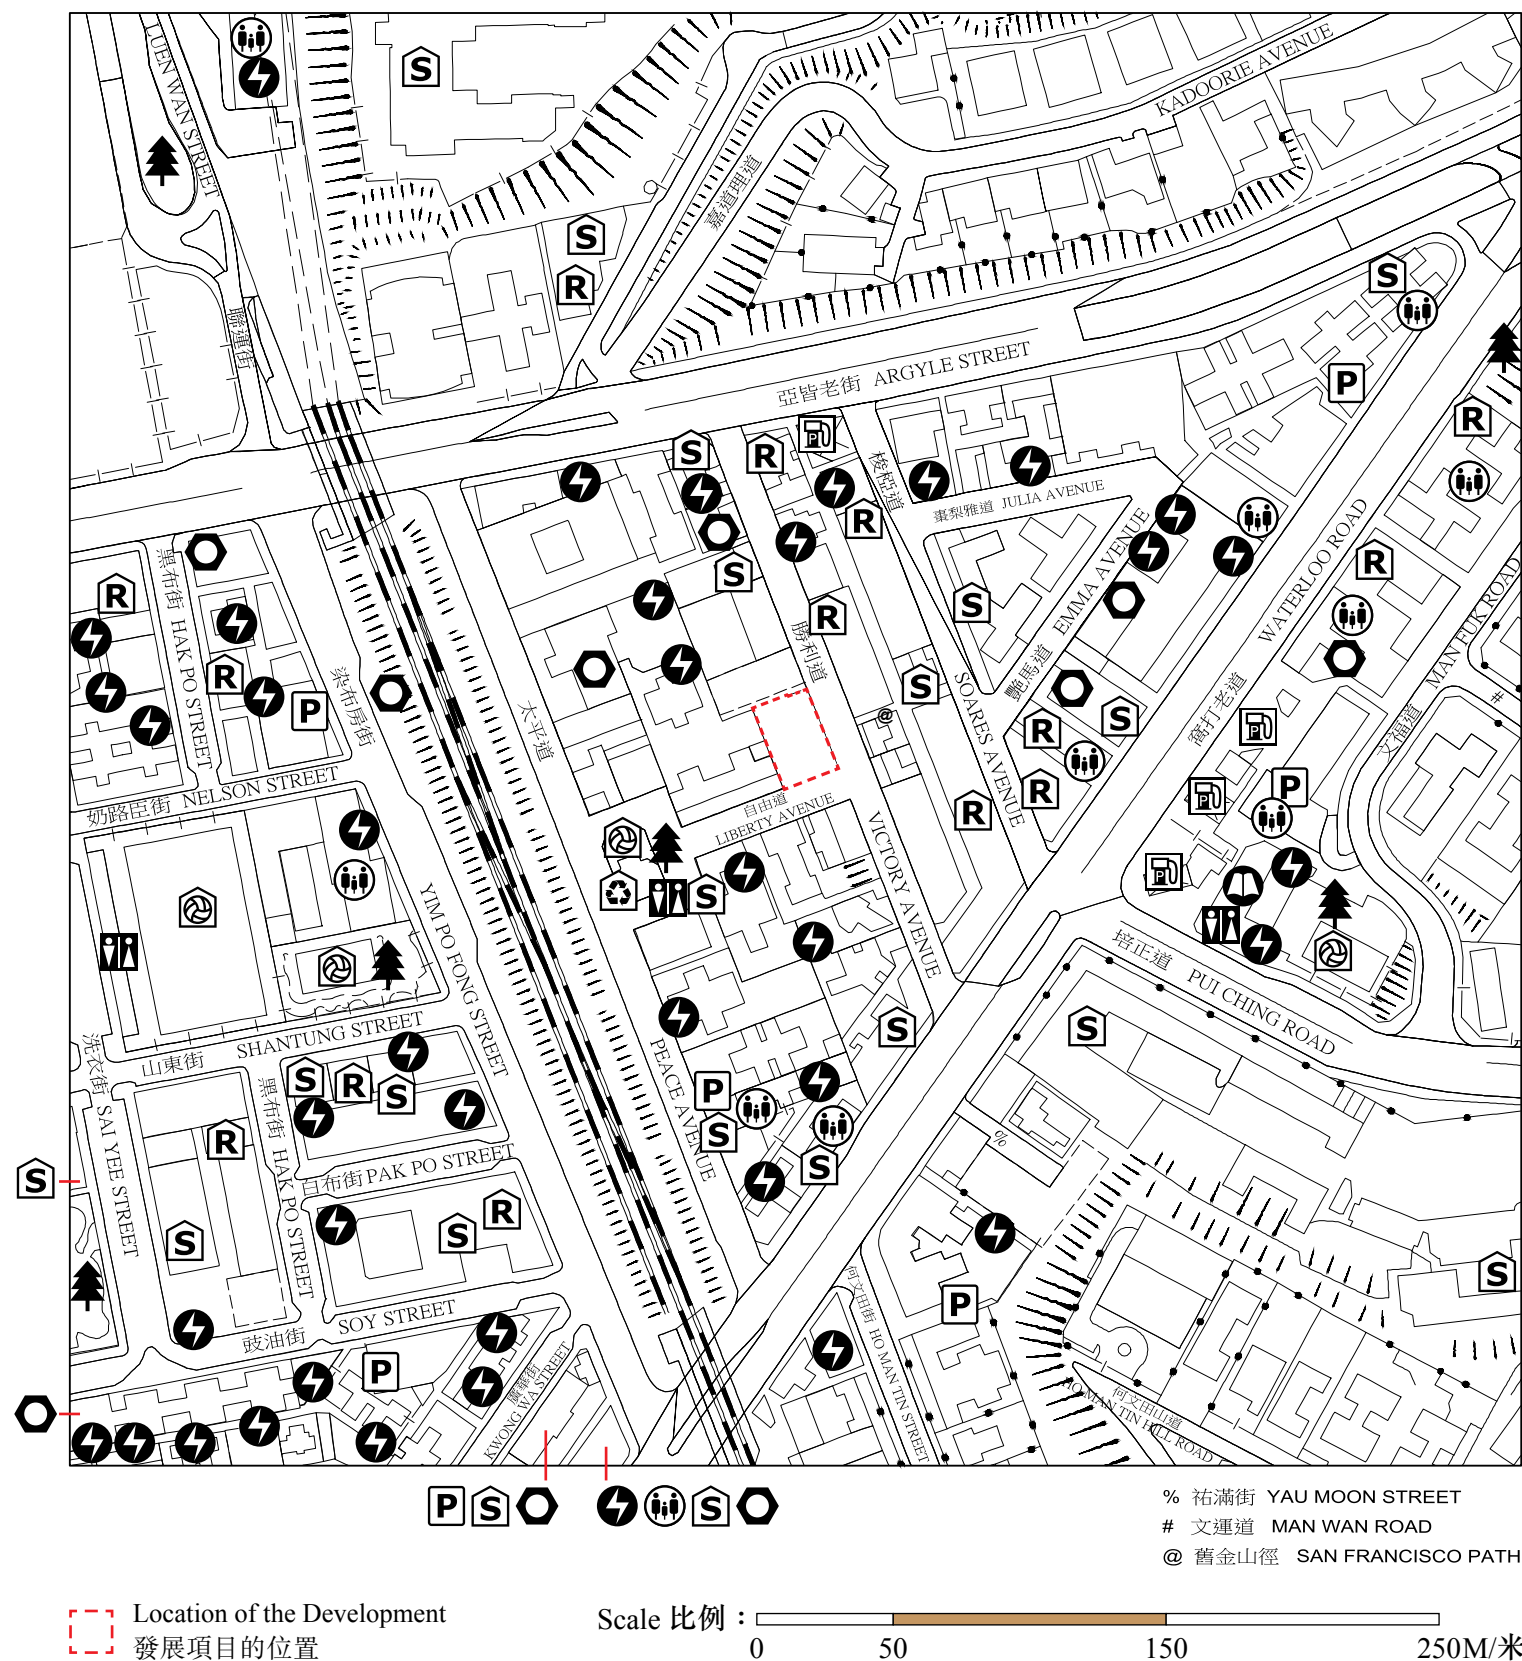 LUEN WAN STREET
聯運街
KADOORIE AVENUE
嘉道理道
亞皆老街 ARGYLE STREET
梭椏道
SOARES AVENUE
棗梨雅道 JULIA AVENUE
艷馬道 EMMA AVENUE
窩打老道 WATERLOO ROAD
文福道 MAN FUK ROAD
#
黑布街 HAK PO STREET
染布房街
YIM PO FONG STREET
太平道
PEACE AVENUE
勝利道
VICTORY AVENUE
@
自由道
LIBERTY AVENUE
奶路臣街 NELSON STREET
培正道 PUI CHING ROAD
山東街 SHANTUNG STREET
洗衣街 SAI YEE STREET
黑布街 HAK PO STREET
白布街 PAK PO STREET
%
豉油街 SOY STREET
廣華街
KWONG WA STREET
何文田街 HO MAN TIN STREET
何文田山道
HO MAN TIN HILL ROAD
S
S
R
S
P
R
S
R
R
R
S
R
S
R
R
P
S
R
S
R
P
R
R
S
S
S
S
R
S
R
P
S
S
S
R
S
S
R
P
S
P
P S S
% 祐滿街 YAU MOON STREET
# 文運道 MAN WAN ROAD
@ 舊金山徑 SAN FRANCISCO PATH
Location of the Development
發展項目的位置
Scale 比例：
0 50 150 250M/米